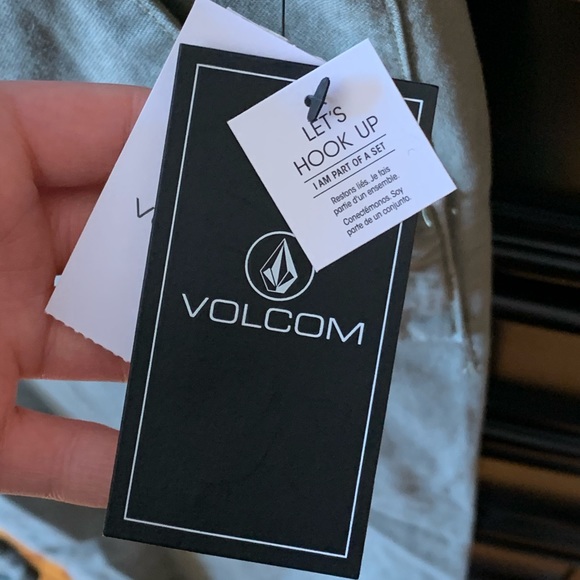 LET'S
HOOK UP
I AM PART OF A SET
Restons liés. Je fais
partie d'un ensemble.
Conectémonos. Soy
parte de un conjunto.
VOLCOM
V